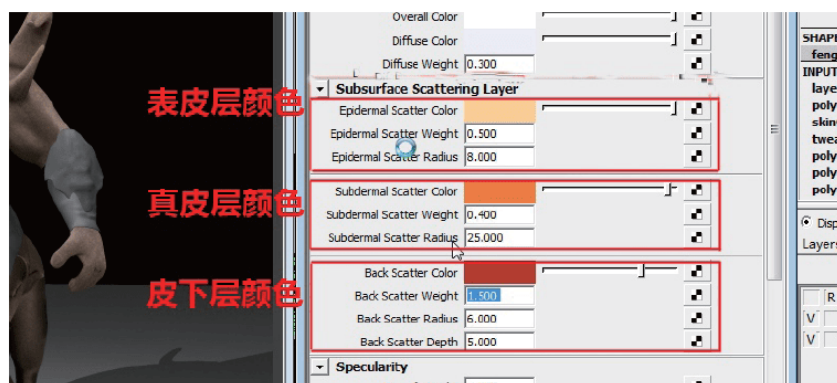 Overall Color
Diffuse Color
Diffuse Weight 0.300
Subsurface Scattering Layer
表皮层颜色
Epidermal Scatter Color
Epidermal Scatter Weight 0.500
Epidermal Scatter Radius 8.000
真皮层颜色
Subdermal Scatter Color
Subdermal Scatter Weight 0.400
Subdermal Scatter Radius 25.000
皮下层颜色
Back Scatter Color
Back Scatter Weight 1.500
Back Scatter Radius 6.000
Back Scatter Depth 5.000
Specularity
SHAPE
feng
INPUT
laye
poly
skin
twea
poly
poly
poly
Disp
Layers
R
V
V